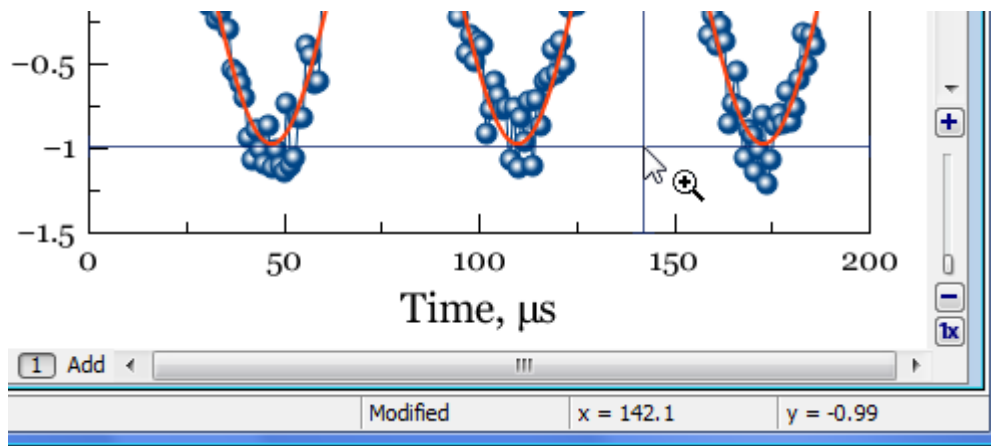 −0.5
−1
−1.5
0 50 100 150 200
Time, μs
1x
1 Add
Modified x = 142.1 y = -0.99